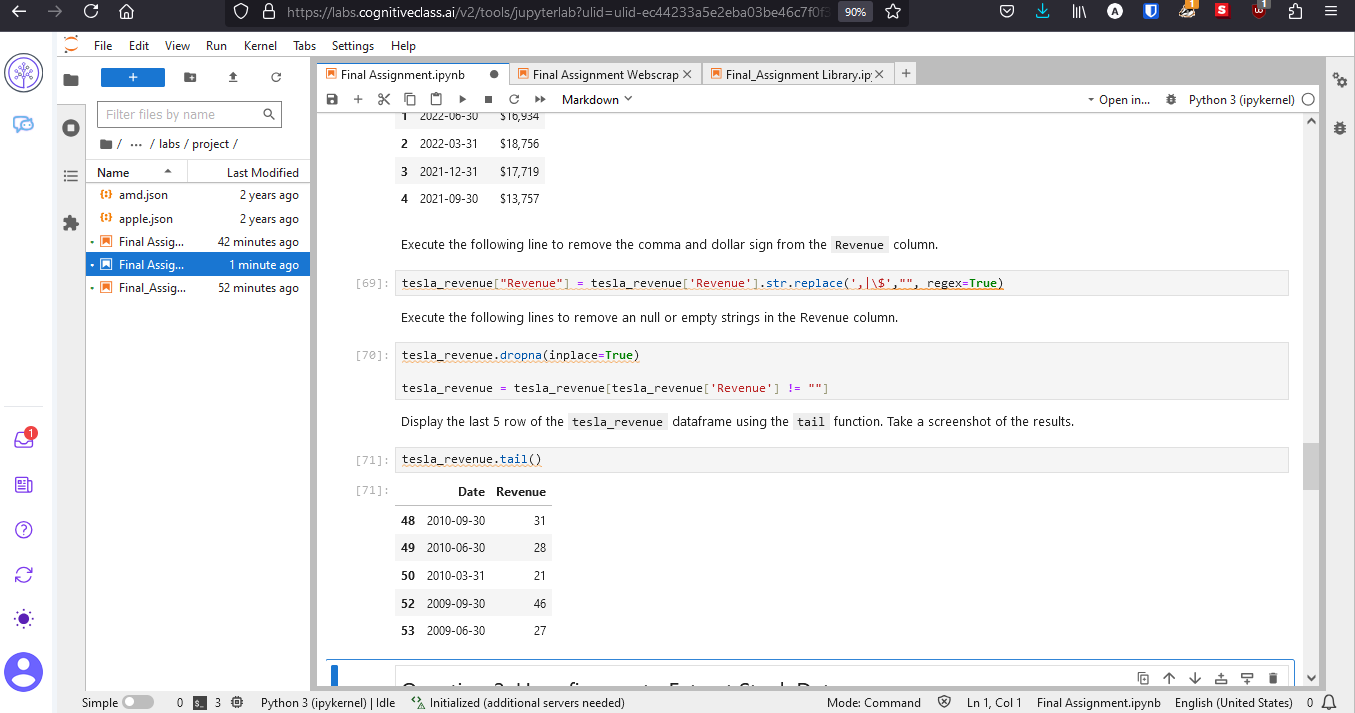 https://labs.cognitiveclass.ai/v2/tools/jupyterlab?ulid=ulid-ec44233a5e2eba03be46c7f0f
90%
File Edit View Run Kernel Tabs Settings Help
Final Assignment.ipynb
Final Assignment Webscrap
Final_Assignment Library.ip
Filter files by name
/ ... / labs / project /
Name Last Modified
amd.json 2 years ago
apple.json 2 years ago
Final Assig... 42 minutes ago
Final Assig... 1 minute ago
Final_Assig... 52 minutes ago
Markdown
Open in...
Python 3 (ipykernel)
1 2022-06-30 $16,934
2 2022-03-31 $18,756
3 2021-12-31 $17,719
4 2021-09-30 $13,757
Execute the following line to remove the comma and dollar sign from the Revenue column.
[69]: tesla_revenue["Revenue"] = tesla_revenue['Revenue'].str.replace(',|\$',"", regex=True)
Execute the following lines to remove an null or empty strings in the Revenue column.
[70]: tesla_revenue.dropna(inplace=True)
tesla_revenue = tesla_revenue[tesla_revenue['Revenue'] != ""]
Display the last 5 row of the tesla_revenue dataframe using the tail function. Take a screenshot of the results.
[71]: tesla_revenue.tail()
[71]:
Date Revenue
48 2010-09-30 31
49 2010-06-30 28
50 2010-03-31 21
52 2009-09-30 46
53 2009-06-30 27
1
Simple 0 3 Python 3 (ipykernel) | Idle Initialized (additional servers needed) Mode: Command Ln 1, Col 1 Final Assignment.ipynb English (United States) 0